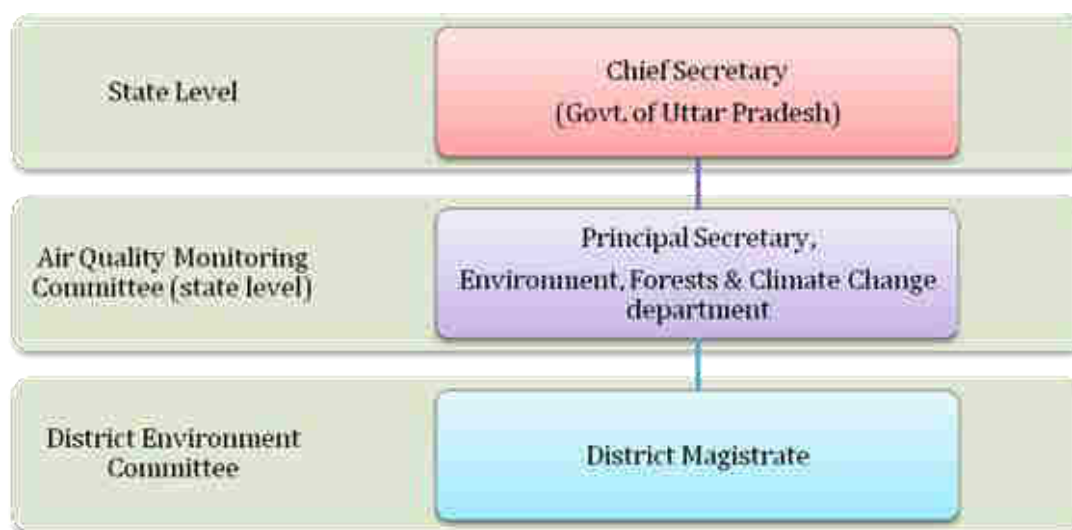 State Level
Chief Secretary
(Govt. of Uttar Pradesh)
Air Quality Monitoring
Committee (state level)
Principal Secretary,
Environment, Forests & Climate Change
department
District Environment
Committee
District Magistrate